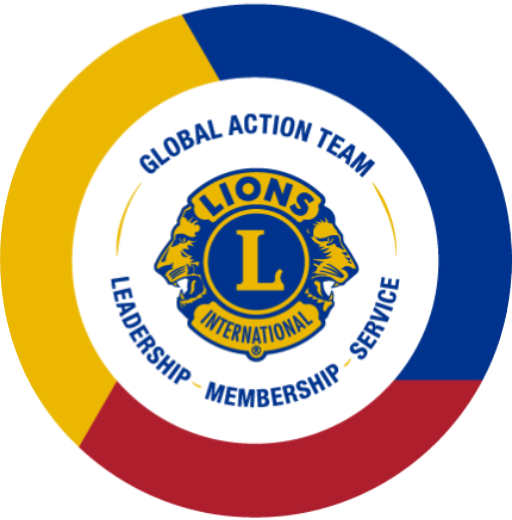 GLOBAL ACTION TEAM
LIONS
L
INTERNATIONAL
®
LEADERSHIP - MEMBERSHIP - SERVICE